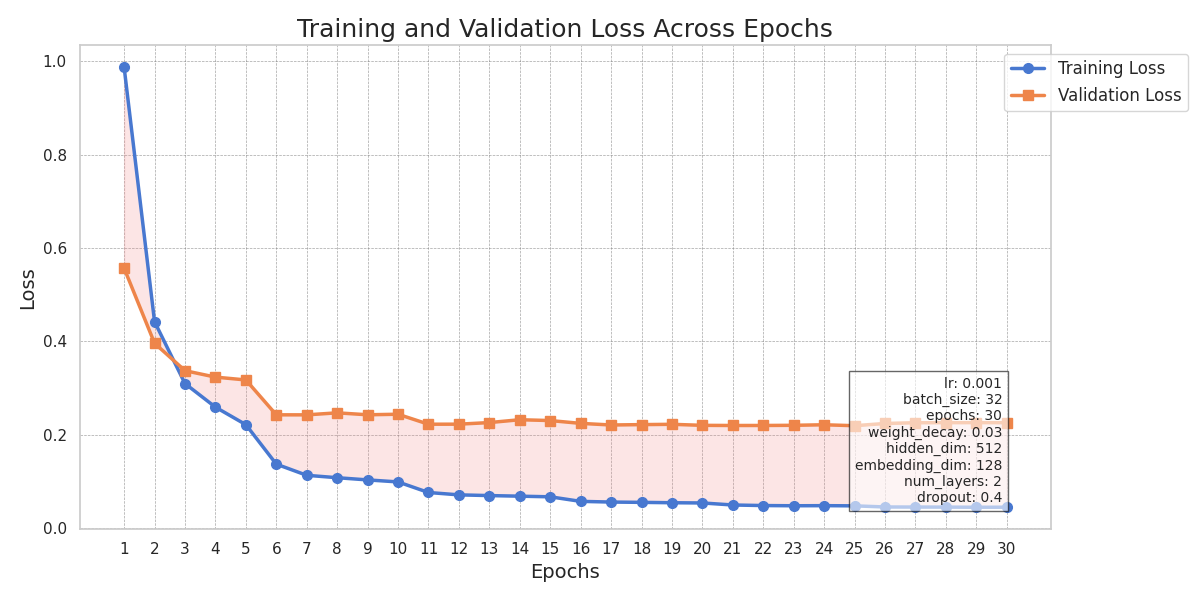 Training and Validation Loss Across Epochs
Training Loss
Validation Loss
Loss
1.0
0.8
0.6
0.4
0.2
0.0
lr: 0.001
batch_size: 32
epochs: 30
weight_decay: 0.03
hidden_dim: 512
embedding_dim: 128
num_layers: 2
dropout: 0.4
1 2 3 4 5 6 7 8 9 10 11 12 13 14 15 16 17 18 19 20 21 22 23 24 25 26 27 28 29 30
Epochs